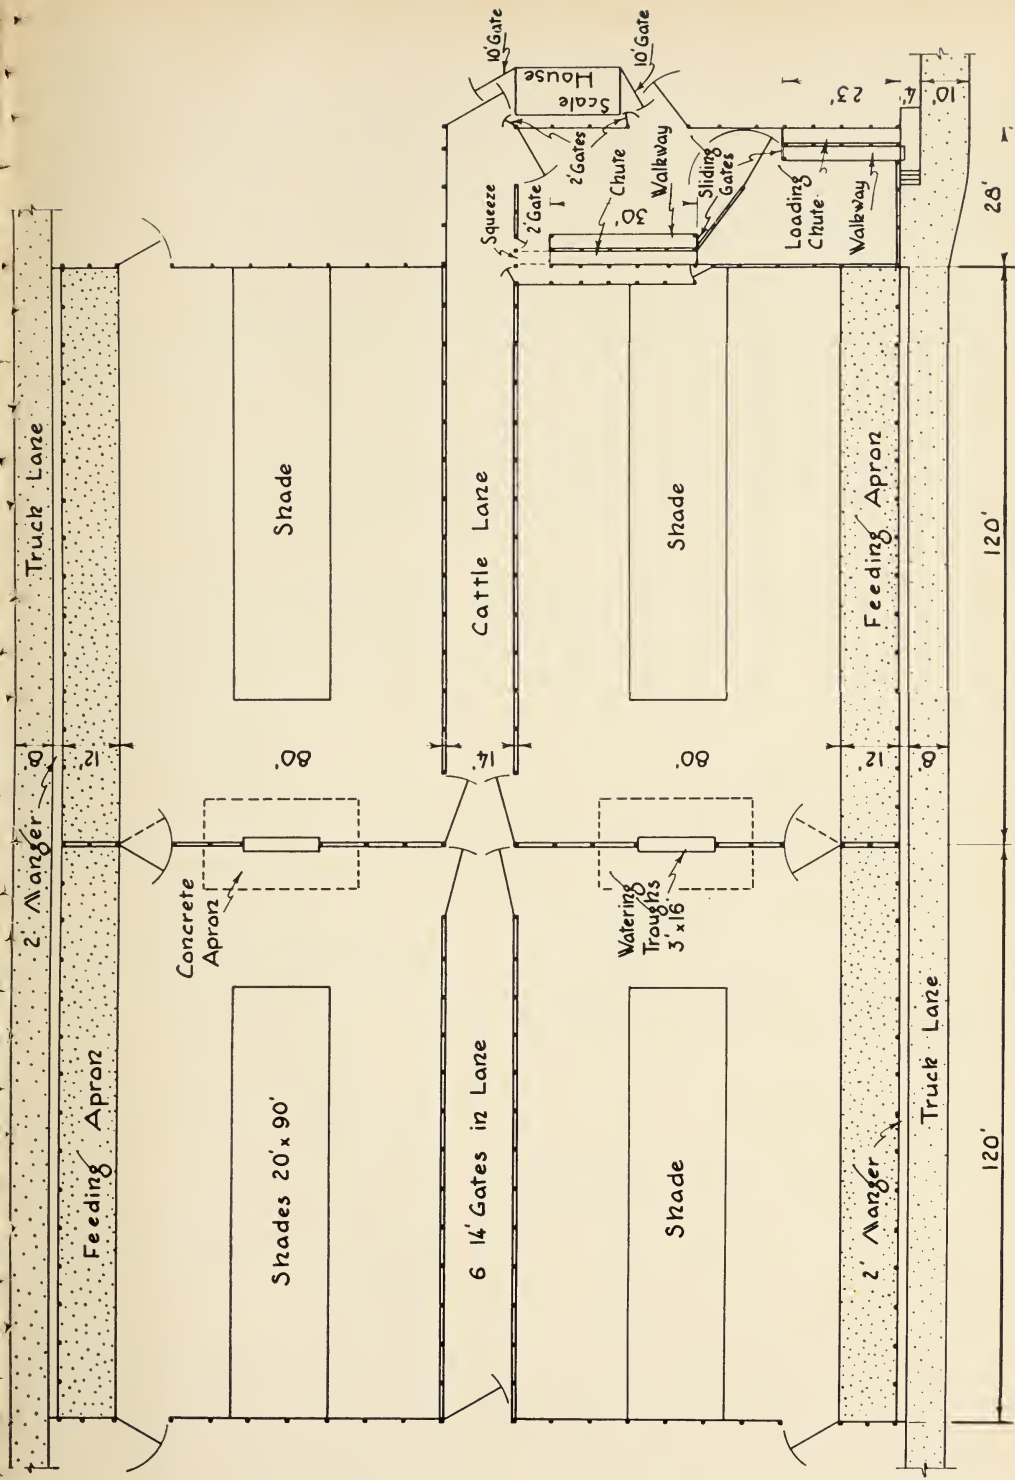 Truck Lane
2' Manger
8'
12'
80'
14'
80'
12'
8'
Feeding Apron
Concrete
Apron
Shade
Shades 20' x 90'
Cattle Lane
6 14' Gates in Lane
Squeeze
2' Gate
10' Gate
Scale
House
10' Gate
2' Gates
Chute
30'
Walkway
Sliding
Gates
Loading
Chute
Walkway
23'
4'
10'
28'
Shade
Watering
Troughs
3' x 16'
Shade
Feeding Apron
2' Manger
Truck Lane
120'
120'